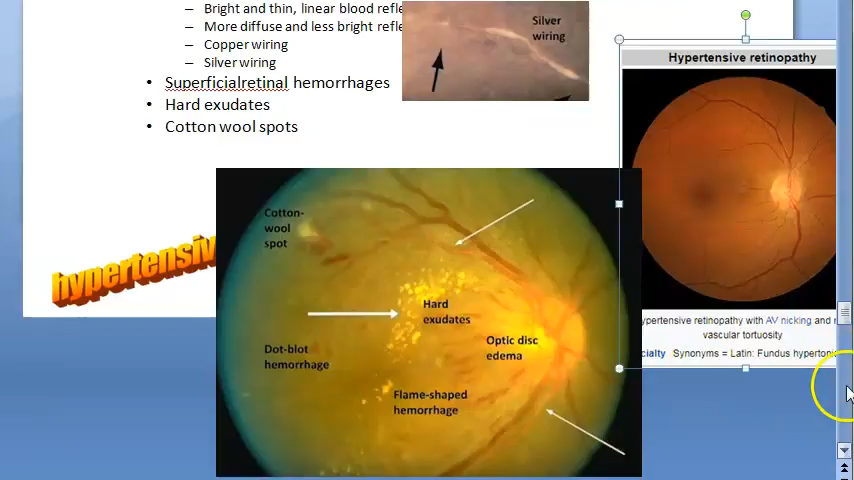 – Bright and thin, linear blood refle
– More diffuse and less bright refle
– Copper wiring
– Silver wiring
• Superficialretinal hemorrhages
• Hard exudates
• Cotton wool spots
Silver
wiring
Hypertensive retinopathy
Cotton-
wool
spot
Hard
exudates
Optic disc
edema
Dot-blot
hemorrhage
Flame-shaped
hemorrhage
hypertensiv
ypertensive retinopathy with AV nicking and
vascular tortuosity
cialty Synonyms = Latin: Fundus hyperton